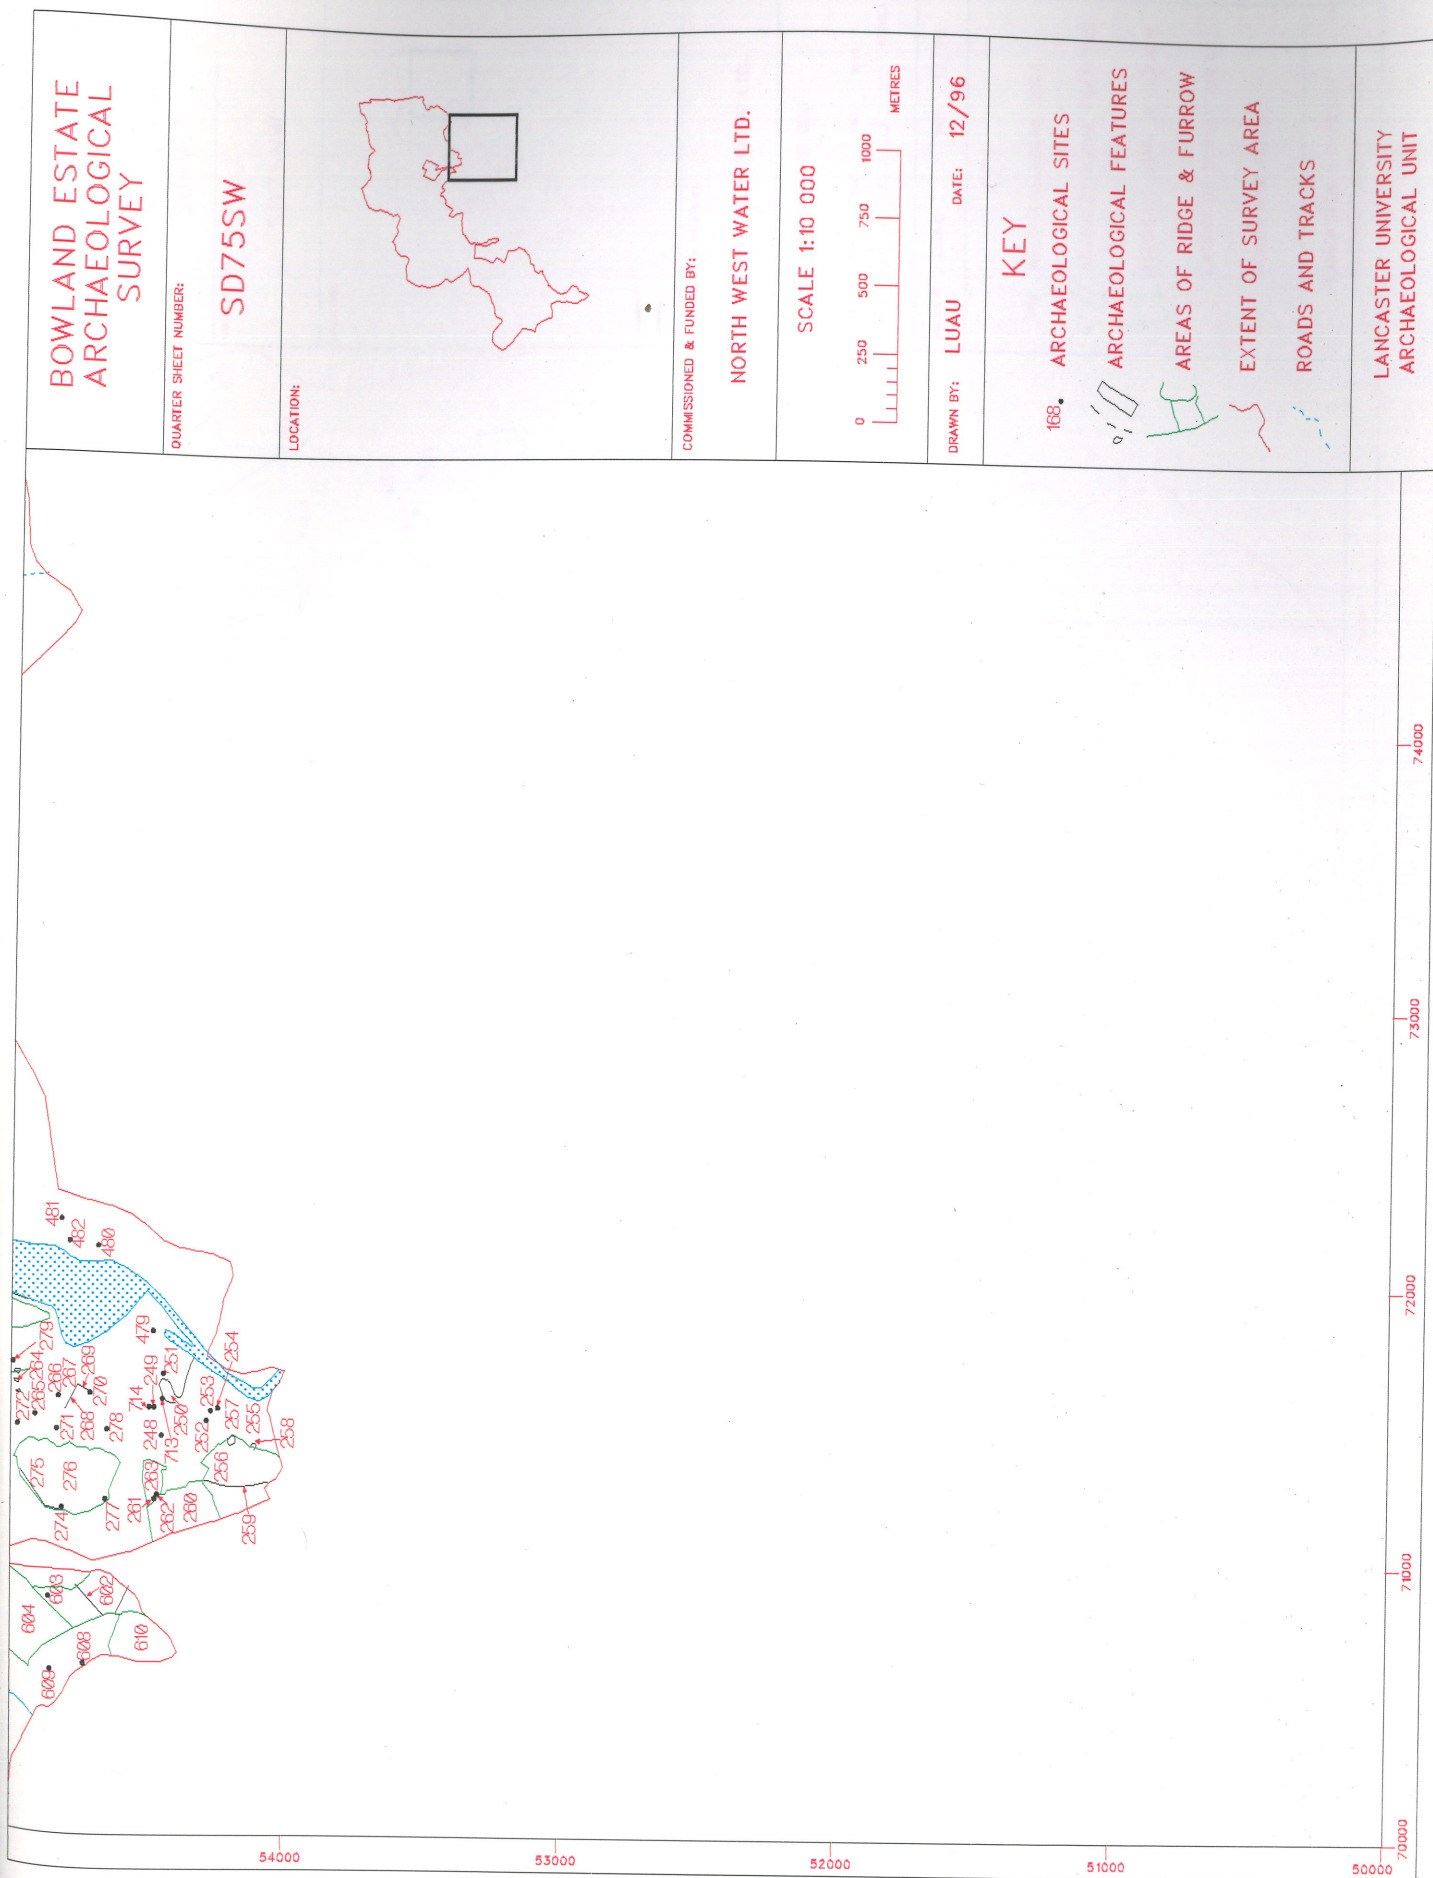 BOWLAND ESTATE
ARCHAEOLOGICAL
SURVEY
QUARTER SHEET NUMBER:
SD75SW
LOCATION:
COMMISSIONED & FUNDED BY:
NORTH WEST WATER LTD.
SCALE 1:10 000
0 250 500 750 1000
METRES
DRAWN BY: LUAU DATE: 12/96
KEY
168
ARCHAEOLOGICAL SITES
ARCHAEOLOGICAL FEATURES
AREAS OF RIDGE & FURROW
EXTENT OF SURVEY AREA
ROADS AND TRACKS
LANCASTER UNIVERSITY
ARCHAEOLOGICAL UNIT
481
482
480
279
264
272
265
266
267
269
270
271
268
278
479
251
249
714
248
713
250
254
253
252
257
255
258
256
275
276
274
277
263
261
262
260
259
603
602
604
608
609
610
54000
53000
52000
51000
50000
70000
71000
72000
73000
74000